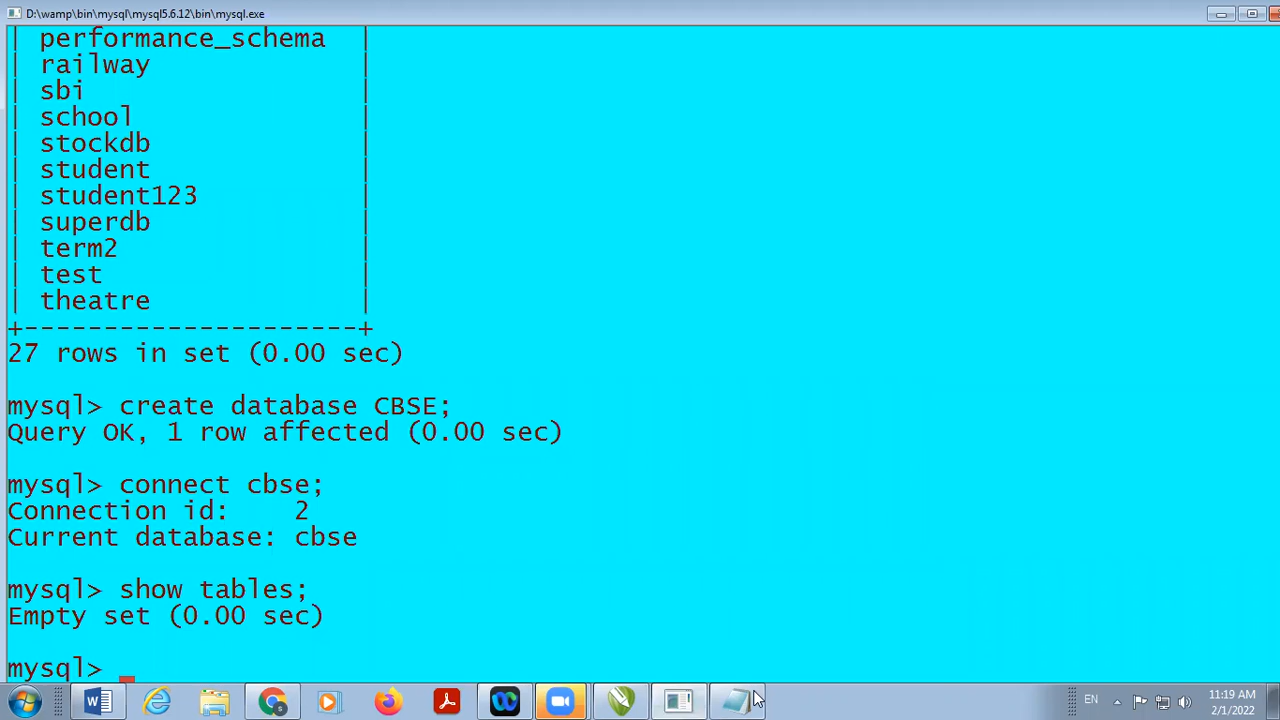 D:\wamp\bin\mysql\mysql5.6.12\bin\mysql.exe
| performance_schema |
| railway |
| sbi |
| school |
| stockdb |
| student |
| student123 |
| superdb |
| term2 |
| test |
| theatre |
+---------------------+
27 rows in set (0.00 sec)
mysql> create database CBSE;
Query OK, 1 row affected (0.00 sec)
mysql> connect cbse;
Connection id:    2
Current database: cbse
mysql> show tables;
Empty set (0.00 sec)
mysql>
EN
11:19 AM
2/1/2022